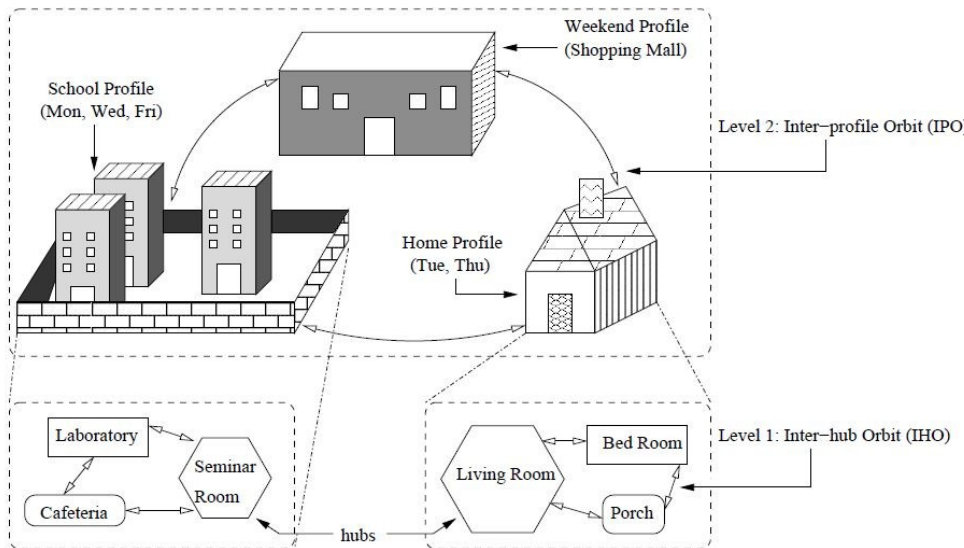 Weekend Profile
(Shopping Mall)
School Profile
(Mon, Wed, Fri)
Level 2: Inter−profile Orbit (IPO)
Home Profile
(Tue, Thu)
Laboratory
Seminar
Room
Cafeteria
Living Room
Bed Room
Porch
Level 1: Inter−hub Orbit (IHO)
hubs